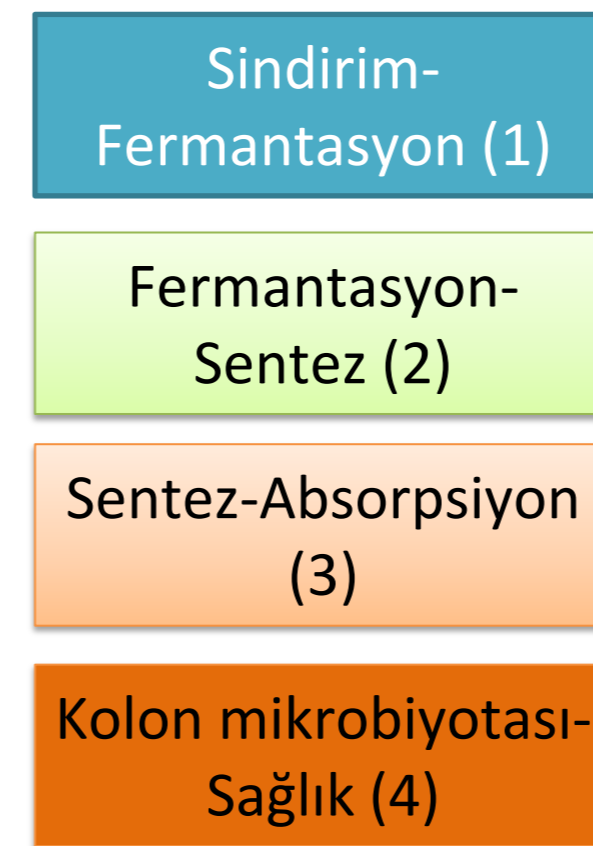 Sindirim-
Fermantasyon (1)
Fermantasyon-
Sentez (2)
Sentez-Absorpsiyon
(3)
Kolon mikrobiyotası-
Sağlık (4)